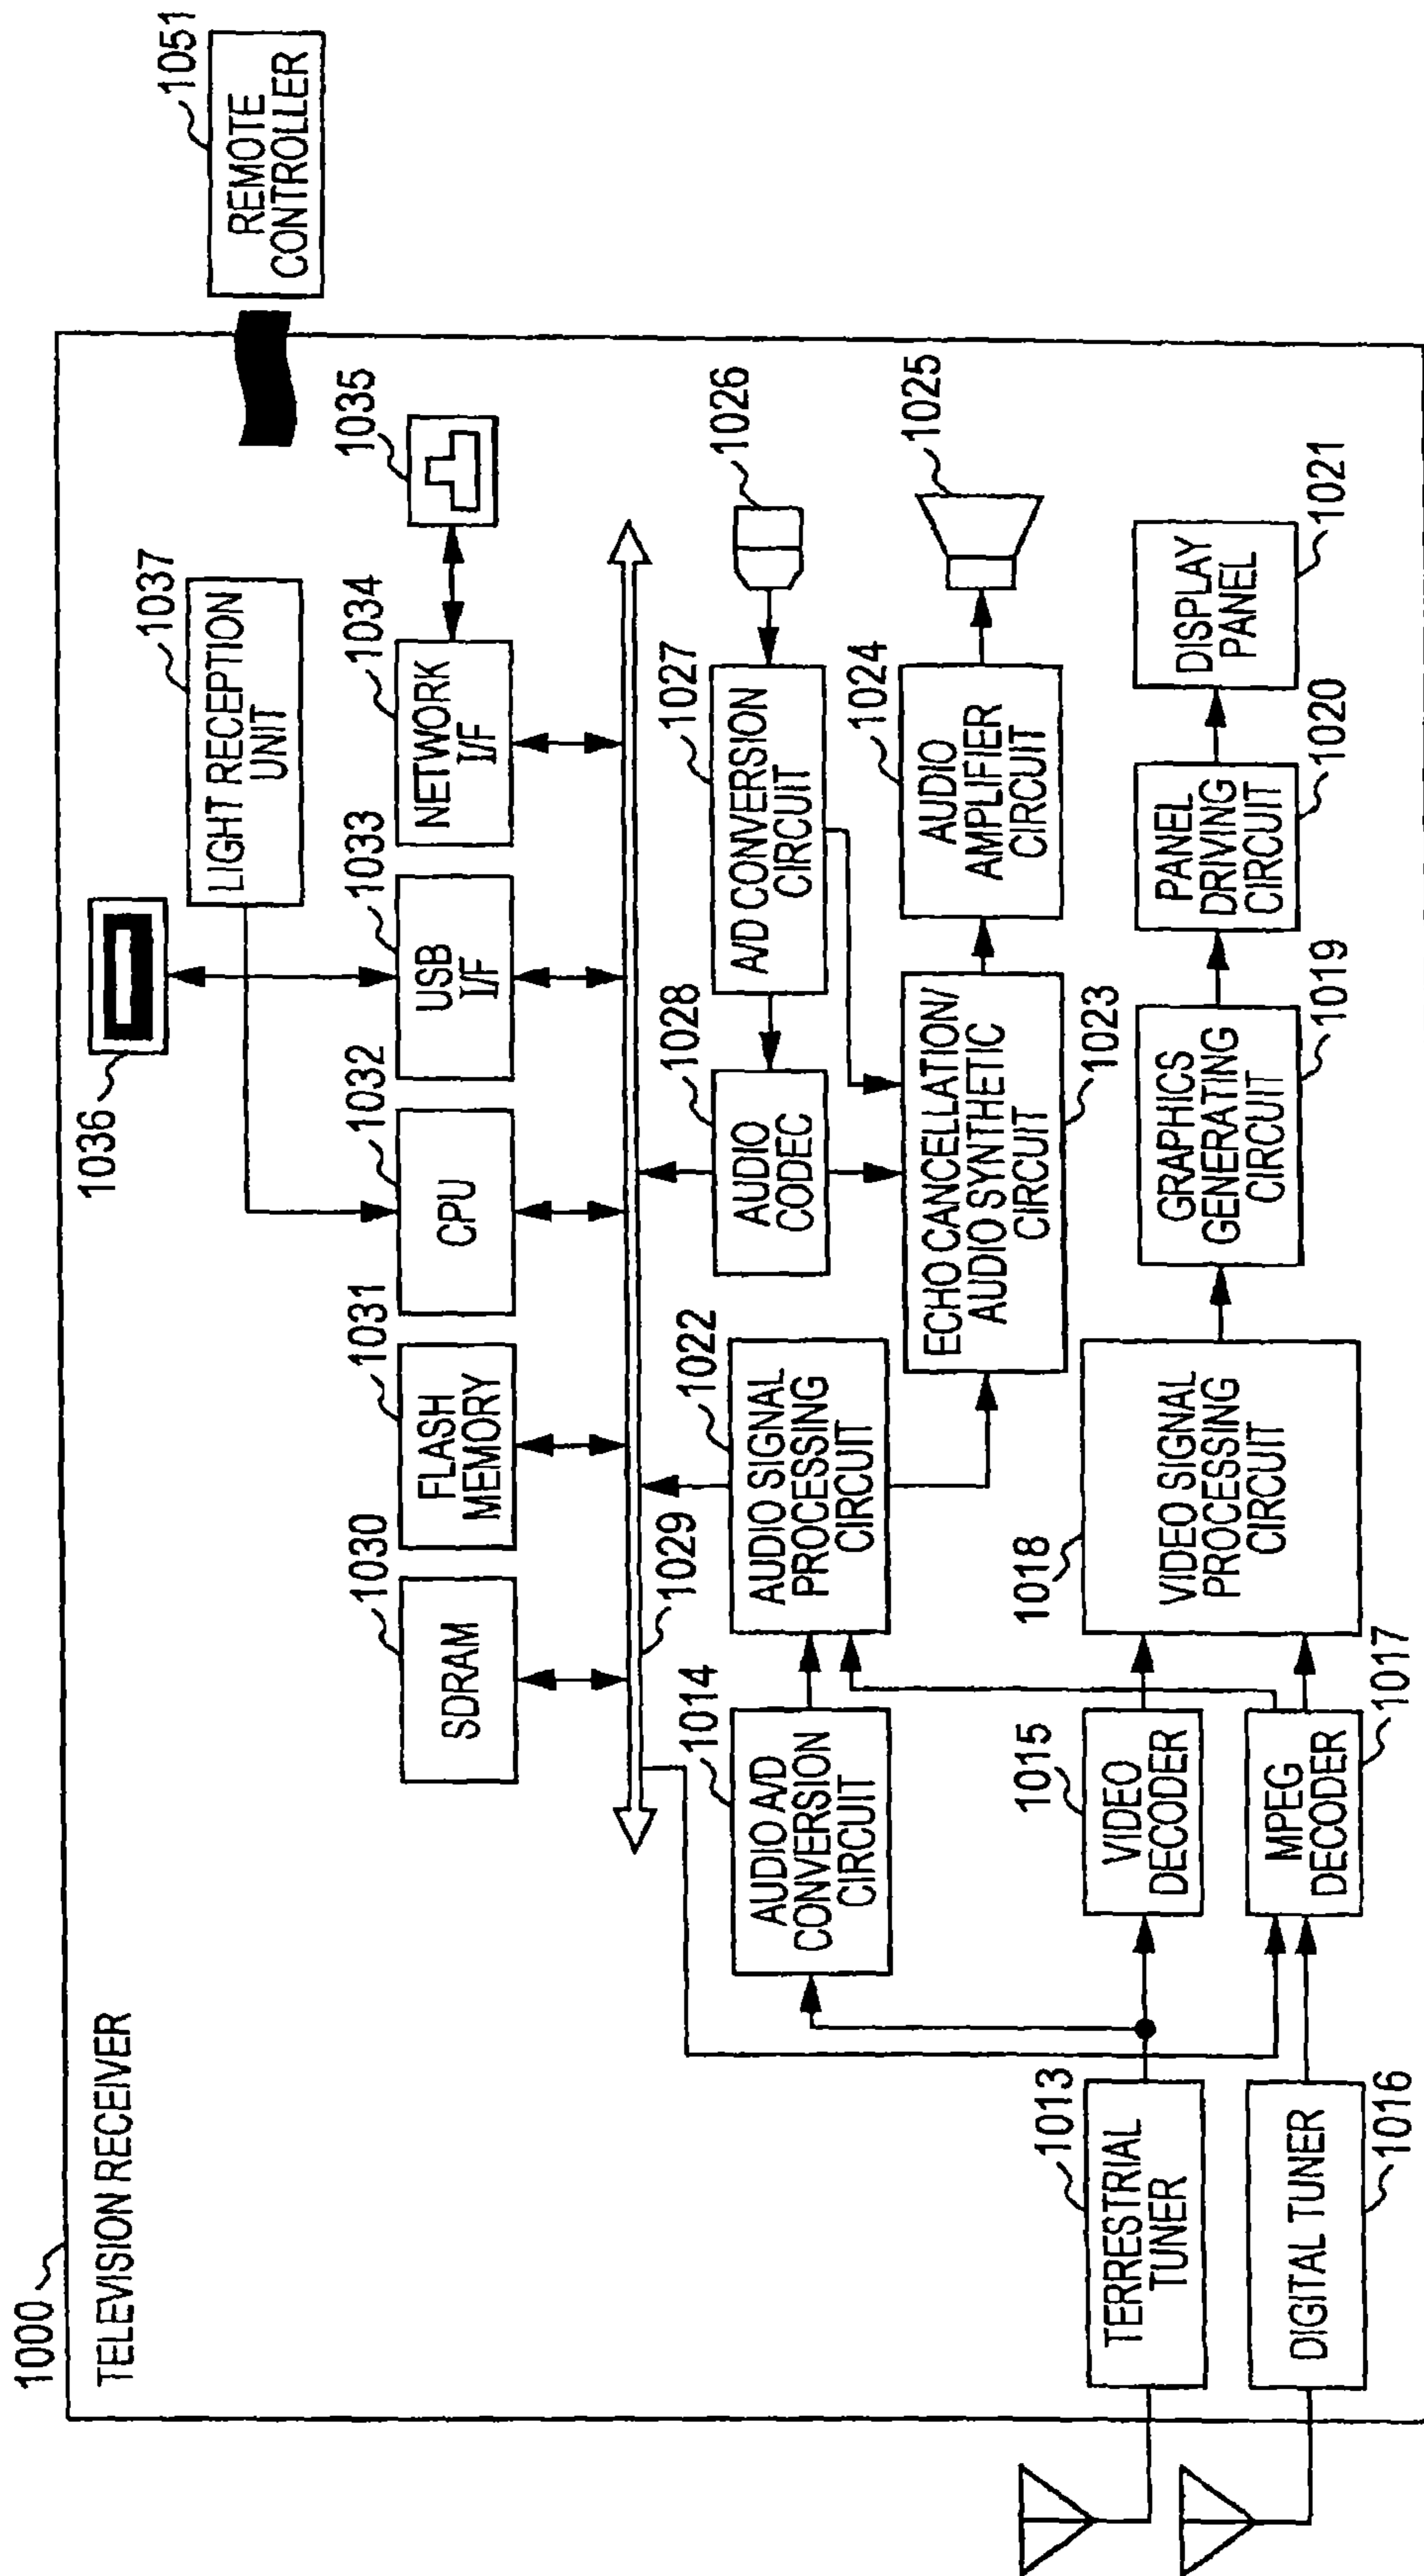 1000
TELEVISION RECEIVER
1051
REMOTE
CONTROLLER
1036
1037
LIGHT RECEPTION
UNIT
1035
1030
SDRAM
1031
FLASH
MEMORY
1032
CPU
1033
USB
I/F
1034
NETWORK
I/F
1029
1014
AUDIO A/D
CONVERSION
CIRCUIT
1022
AUDIO SIGNAL
PROCESSING
CIRCUIT
1028
AUDIO
CODEC
1027
A/D CONVERSION
CIRCUIT
1026
ECHO CANCELLATION/
AUDIO SYNTHETIC
CIRCUIT
1023
1024
AUDIO
AMPLIFIER
CIRCUIT
1025
1013
TERRESTRIAL
TUNER
1015
VIDEO
DECODER
1018
VIDEO SIGNAL
PROCESSING
CIRCUIT
GRAPHICS
GENERATING
CIRCUIT
1019
PANEL
DRIVING
CIRCUIT
1020
DISPLAY
PANEL
1021
DIGITAL TUNER
1016
MPEG
DECODER
1017